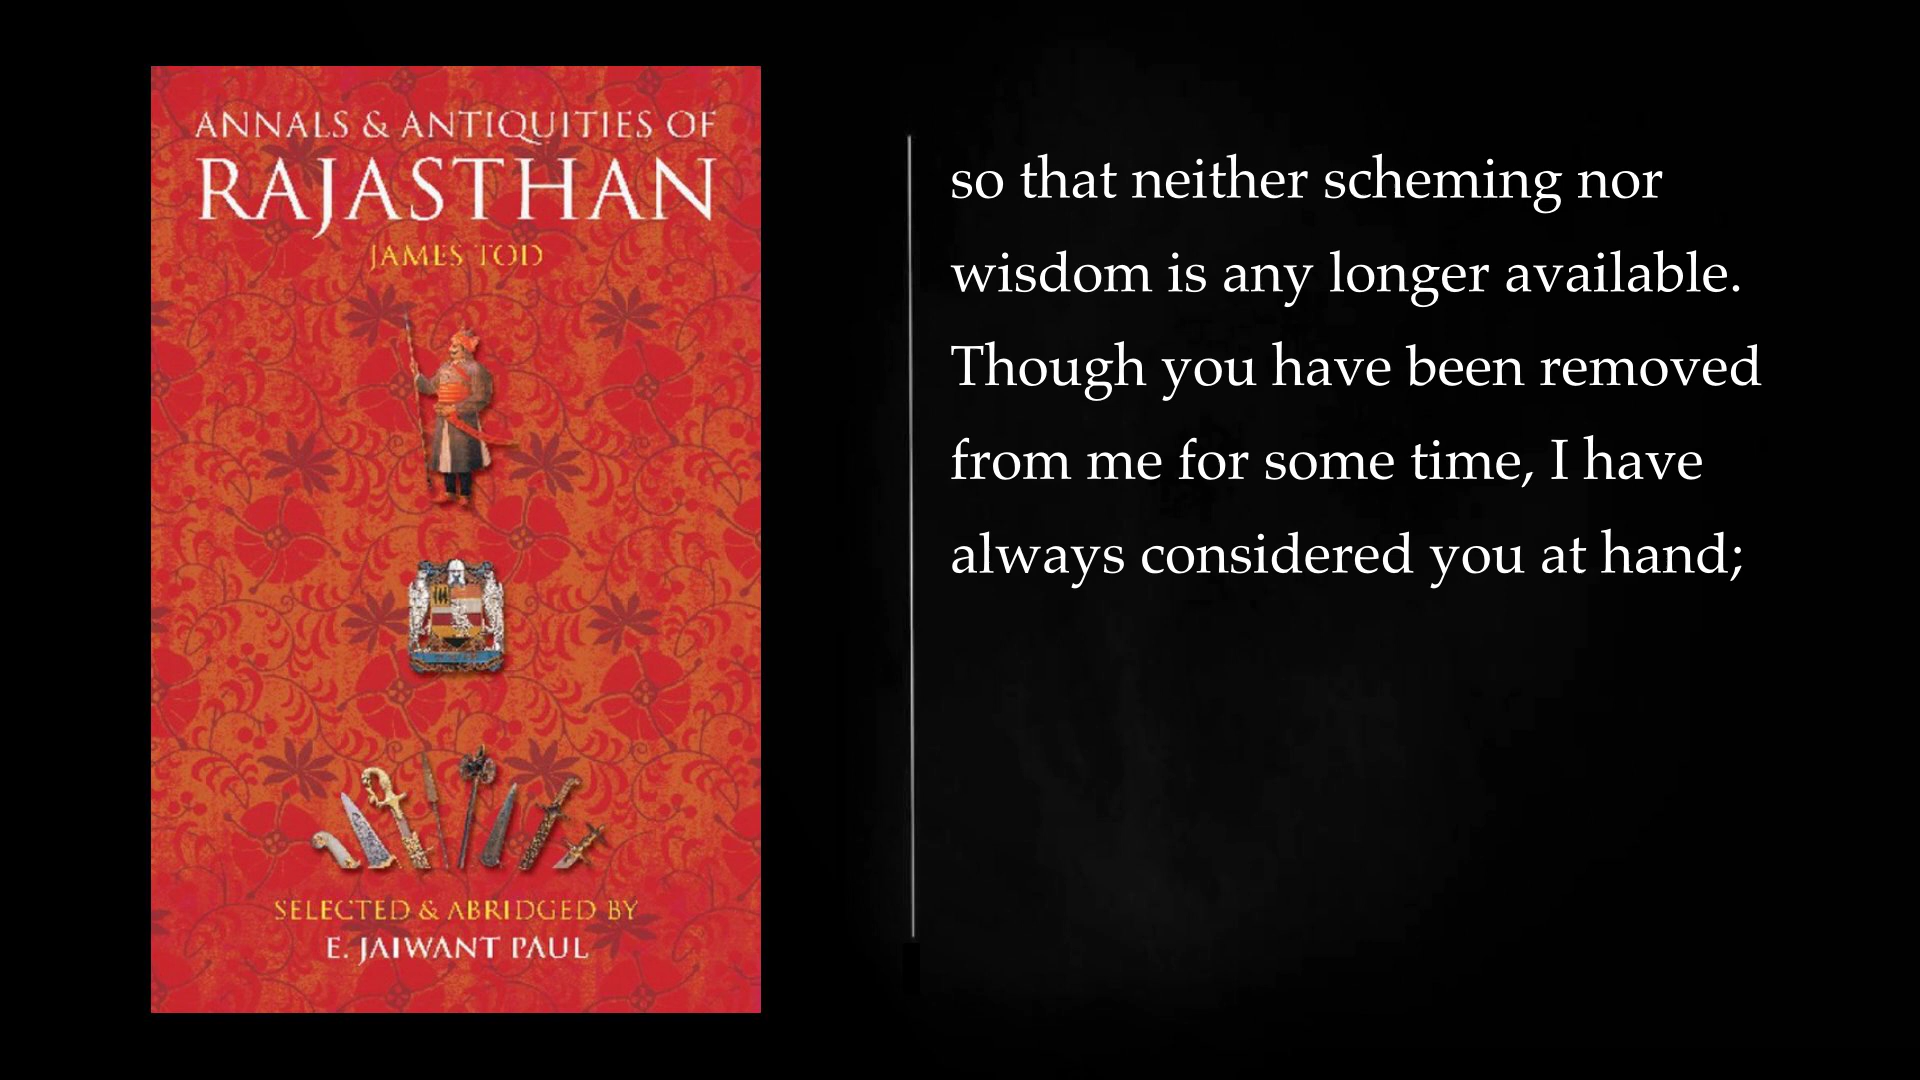 ANNALS & ANTIQUITIES OF
RAJASTHAN
JAMES TOD
SELECTED & ABRIDGED BY
E. JAIWANT PAUL
so that neither scheming nor
wisdom is any longer available.
Though you have been removed
from me for some time, I have
always considered you at hand;